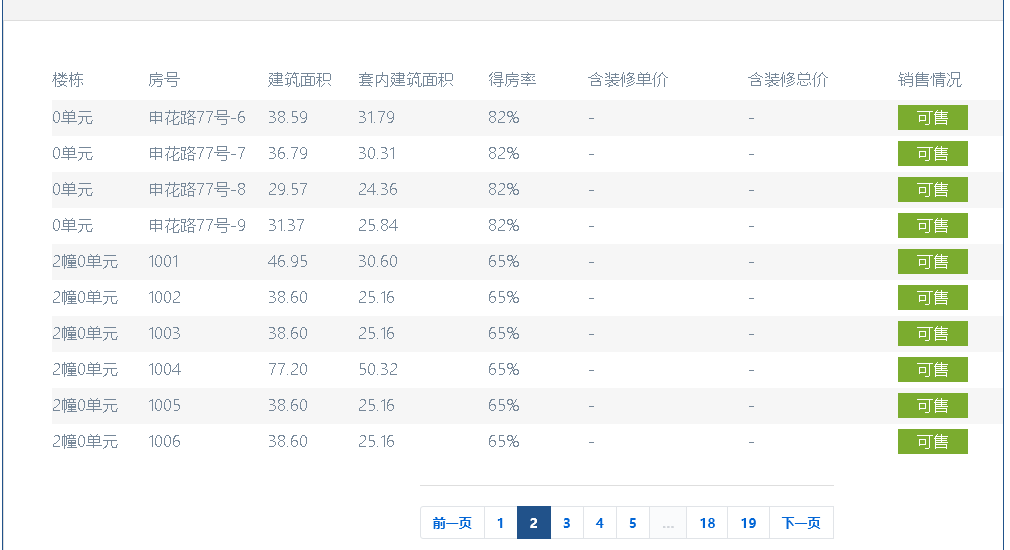 楼栋 房号 建筑面积 套内建筑面积 得房率 含装修单价 含装修总价 销售情况
0单元 申花路77号-6 38.59 31.79 82% - - 可售
0单元 申花路77号-7 36.79 30.31 82% - - 可售
0单元 申花路77号-8 29.57 24.36 82% - - 可售
0单元 申花路77号-9 31.37 25.84 82% - - 可售
2幢0单元 1001 46.95 30.60 65% - - 可售
2幢0单元 1002 38.60 25.16 65% - - 可售
2幢0单元 1003 38.60 25.16 65% - - 可售
2幢0单元 1004 77.20 50.32 65% - - 可售
2幢0单元 1005 38.60 25.16 65% - - 可售
2幢0单元 1006 38.60 25.16 65% - - 可售
前一页 1 2 3 4 5 ... 18 19 下一页